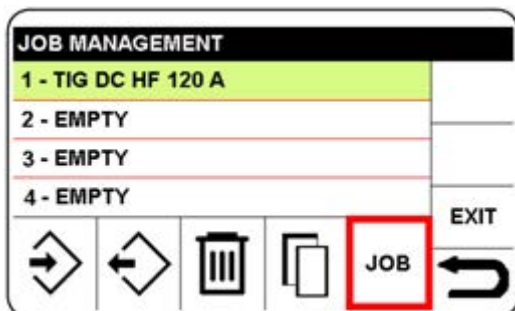 JOB MANAGEMENT
1 - TIG DC HF 120 A
2 - EMPTY
3 - EMPTY
4 - EMPTY
EXIT
JOB